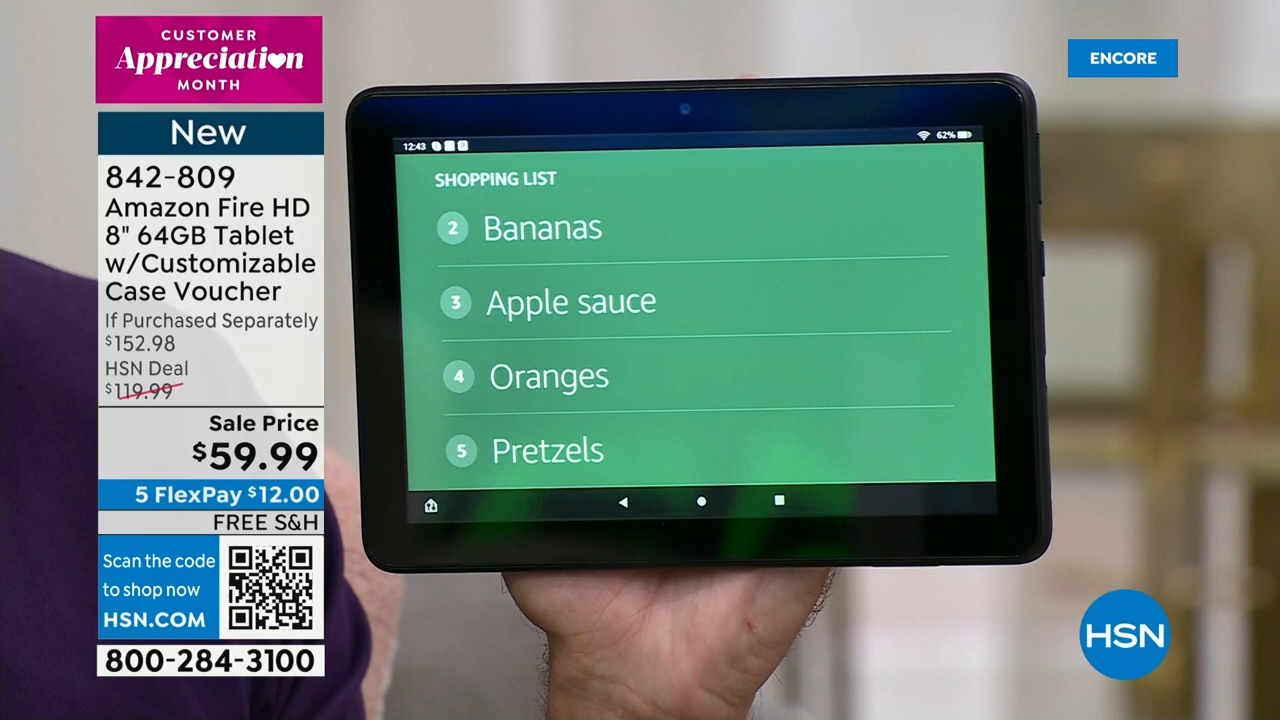 CUSTOMER
Appreciation
MONTH
New
842-809
Amazon Fire HD
8" 64GB Tablet
w/Customizable
Case Voucher
If Purchased Separately
$152.98
HSN Deal
$119.99
Sale Price
$59.99
5 FlexPay $12.00
FREE S&H
Scan the code
to shop now
HSN.COM
800-284-3100
ENCORE
12:43
62%
SHOPPING LIST
2 Bananas
3 Apple sauce
4 Oranges
5 Pretzels
HSN